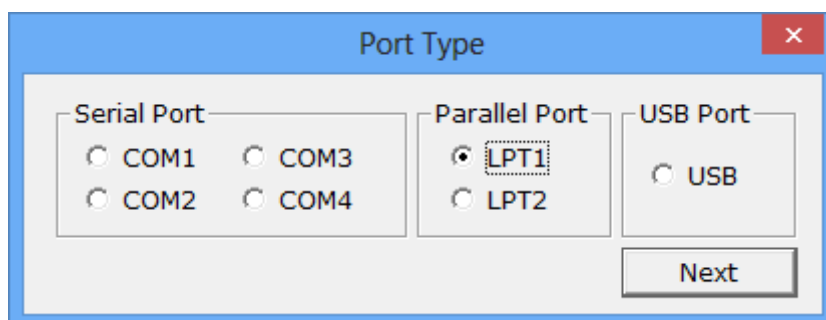 Port Type
Serial Port
COM1 COM3
COM2 COM4
Parallel Port
LPT1
LPT2
USB Port
USB
Next